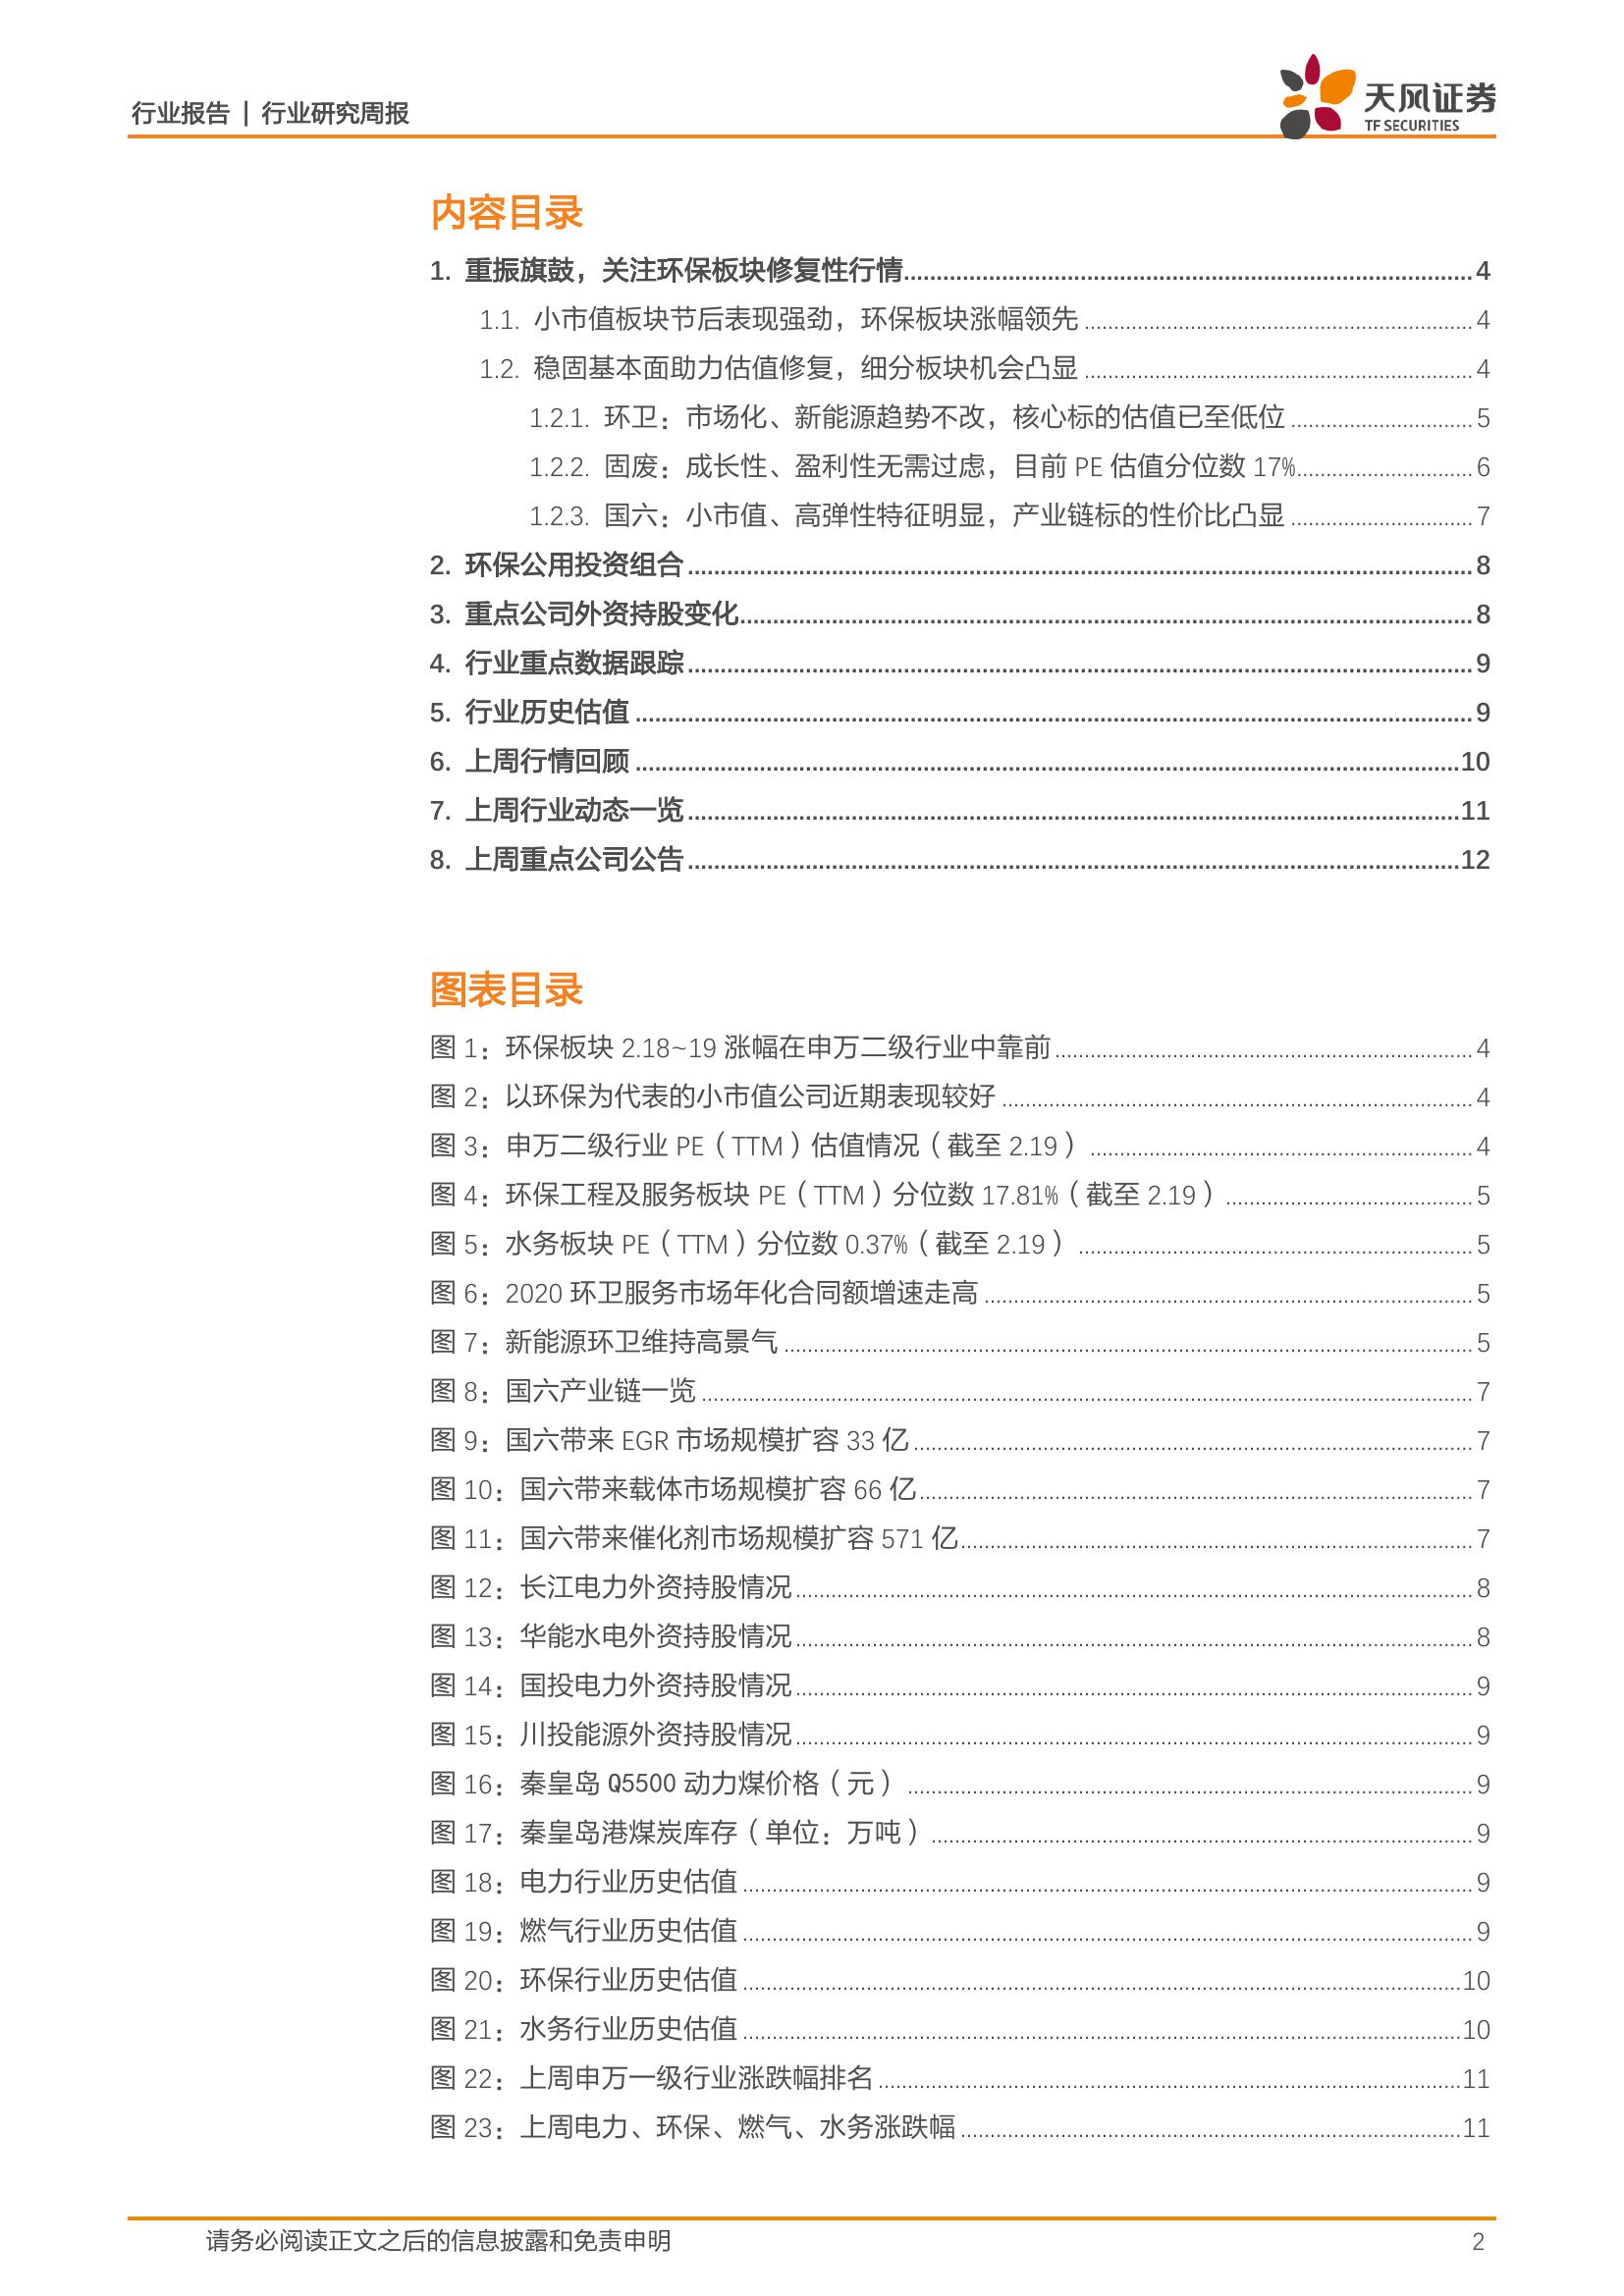 行业报告 | 行业研究周报
天风证券
TF SECURITIES
内容目录
1. 重振旗鼓，关注环保板块修复性行情 4
1.1. 小市值板块节后表现强劲，环保板块涨幅领先 4
1.2. 稳固基本面助力估值修复，细分板块机会凸显 4
1.2.1. 环卫：市场化、新能源趋势不改，核心标的估值已至低位 5
1.2.2. 固废：成长性、盈利性无需过虑，目前 PE 估值分位数 17% 6
1.2.3. 国六：小市值、高弹性特征明显，产业链标的性价比凸显 7
2. 环保公用投资组合 8
3. 重点公司外资持股变化 8
4. 行业重点数据跟踪 9
5. 行业历史估值 9
6. 上周行情回顾 10
7. 上周行业动态一览 11
8. 上周重点公司公告 12
图表目录
图 1：环保板块 2.18~19 涨幅在申万二级行业中靠前 4
图 2：以环保为代表的小市值公司近期表现较好 4
图 3：申万二级行业 PE（TTM）估值情况（截至 2.19） 4
图 4：环保工程及服务板块 PE（TTM）分位数 17.81%（截至 2.19） 5
图 5：水务板块 PE（TTM）分位数 0.37%（截至 2.19） 5
图 6：2020 环卫服务市场年化合同额增速走高 5
图 7：新能源环卫维持高景气 5
图 8：国六产业链一览 7
图 9：国六带来 EGR 市场规模扩容 33 亿 7
图 10：国六带来载体市场规模扩容 66 亿 7
图 11：国六带来催化剂市场规模扩容 571 亿 7
图 12：长江电力外资持股情况 8
图 13：华能水电外资持股情况 8
图 14：国投电力外资持股情况 9
图 15：川投能源外资持股情况 9
图 16：秦皇岛 Q5500 动力煤价格（元） 9
图 17：秦皇岛港煤炭库存（单位：万吨） 9
图 18：电力行业历史估值 9
图 19：燃气行业历史估值 9
图 20：环保行业历史估值 10
图 21：水务行业历史估值 10
图 22：上周申万一级行业涨跌幅排名 11
图 23：上周电力、环保、燃气、水务涨跌幅 11
请务必阅读正文之后的信息披露和免责申明 2